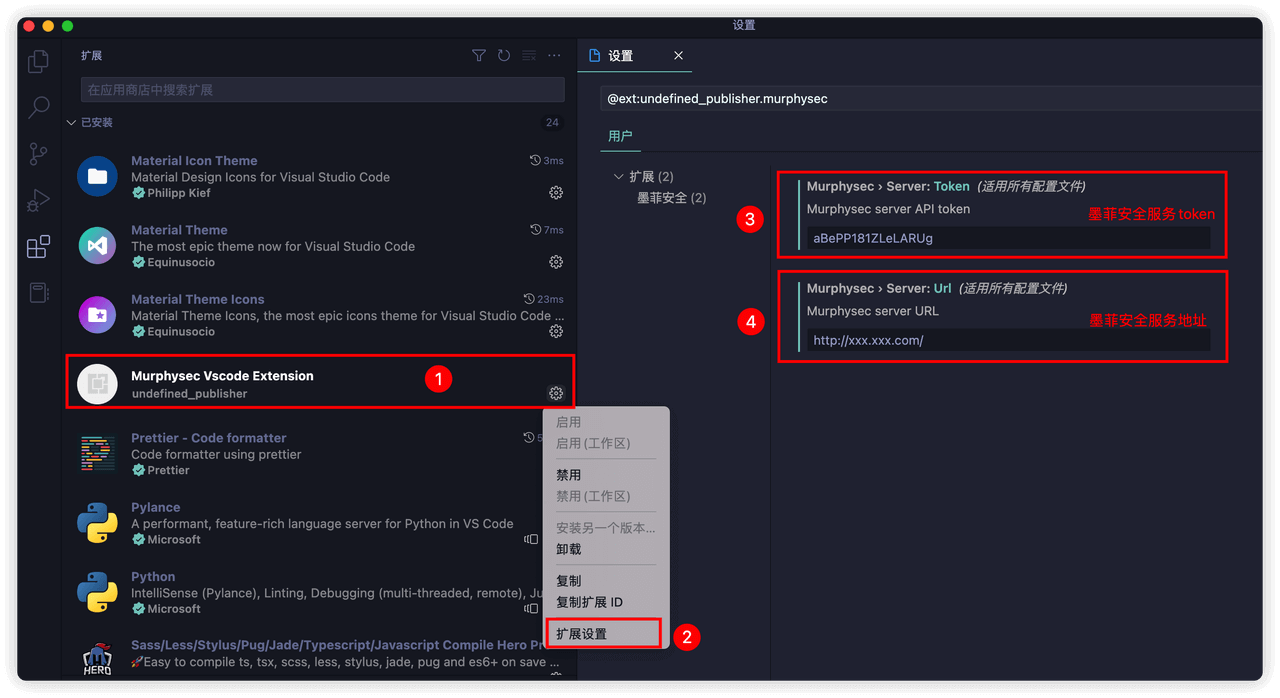 设置
扩展
在应用商店中搜索扩展
已安装
24
Material Icon Theme
3ms
Material Design Icons for Visual Studio Code
Philipp Kief
Material Theme
7ms
The most epic theme now for Visual Studio Code
Equinusocio
Material Theme Icons
23ms
Material Theme Icons, the most epic icons theme for Visual Studio Code ...
Equinusocio
Murphysec Vscode Extension
1
undefined_publisher
Prettier - Code formatter
5
Code formatter using prettier
Prettier
Pylance
A performant, feature-rich language server for Python in VS Code
Microsoft
Python
IntelliSense (Pylance), Linting, Debugging (multi-threaded, remote), Ju
Microsoft
Sass/Less/Stylus/Pug/Jade/Typescript/Javascript Compile Hero Pr
🚀Easy to compile ts, tsx, scss, less, stylus, jade, pug and es6+ on save ...
HERO
启用
启用 (工作区)
禁用
禁用 (工作区)
安装另一个版本...
卸载
复制
复制扩展 ID
扩展设置
2
设置
@ext:undefined_publisher.murphysec
用户
扩展 (2)
墨菲安全 (2)
3
Murphysec › Server: Token (适用所有配置文件)
Murphysec server API token
墨菲安全服务token
aBePP181ZLeLARUg
4
Murphysec › Server: Url (适用所有配置文件)
Murphysec server URL
墨菲安全服务地址
http://xxx.xxx.com/